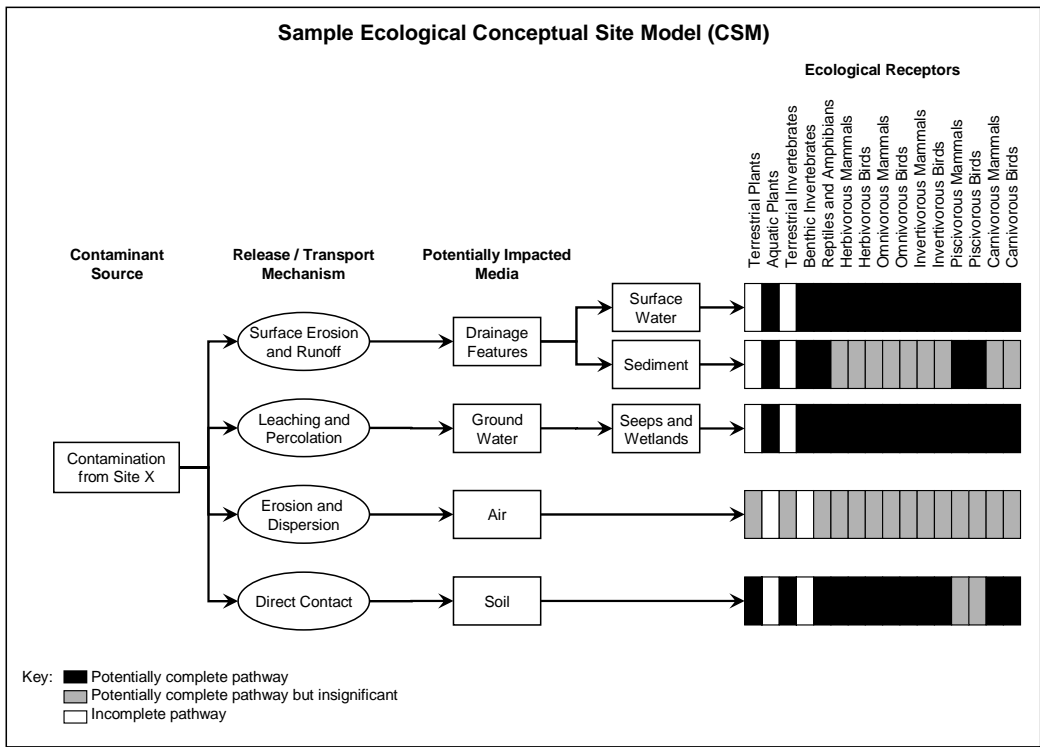 Sample Ecological Conceptual Site Model (CSM)
Ecological Receptors
Terrestrial Plants
Aquatic Plants
Terrestrial Invertebrates
Benthic Invertebrates
Reptiles and Amphibians
Herbivorous Mammals
Herbivorous Birds
Omnivorous Mammals
Omnivorous Birds
Invertivorous Mammals
Invertivorous Birds
Piscivorous Mammals
Piscivorous Birds
Carnivorous Mammals
Carnivorous Birds
Contaminant
Source
Release / Transport
Mechanism
Potentially Impacted
Media
Surface Erosion
and Runoff
Drainage
Features
Surface
Water
Sediment
Leaching and
Percolation
Ground
Water
Seeps and
Wetlands
Contamination
from Site X
Erosion and
Dispersion
Air
Direct Contact
Soil
Key:
Potentially complete pathway
Potentially complete pathway but insignificant
Incomplete pathway